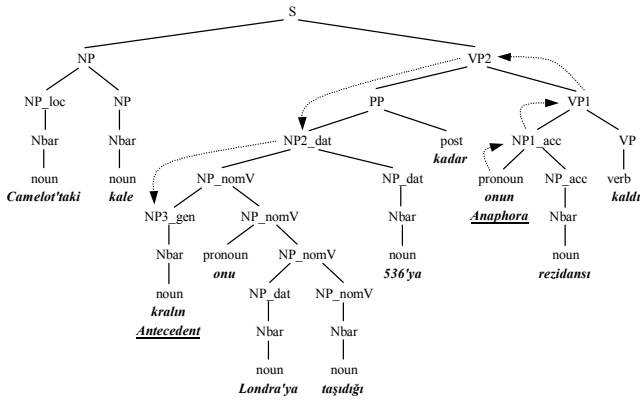 S
NP VP2
NP_loc NP PP VP1
Nbar Nbar NP2_dat post NP1_acc VP
kadar
noun noun NP_nomV NP_dat pronoun NP_acc verb
Camelot'taki kale onun kaldı
NP3_gen NP_nomV Nbar Anaphora Nbar
Nbar pronoun NP_nomV noun noun
onu 536'ya rezidansı
noun NP_dat NP_nomV
kralın
Antecedent Nbar Nbar
noun noun
Londra'ya taşıdığı